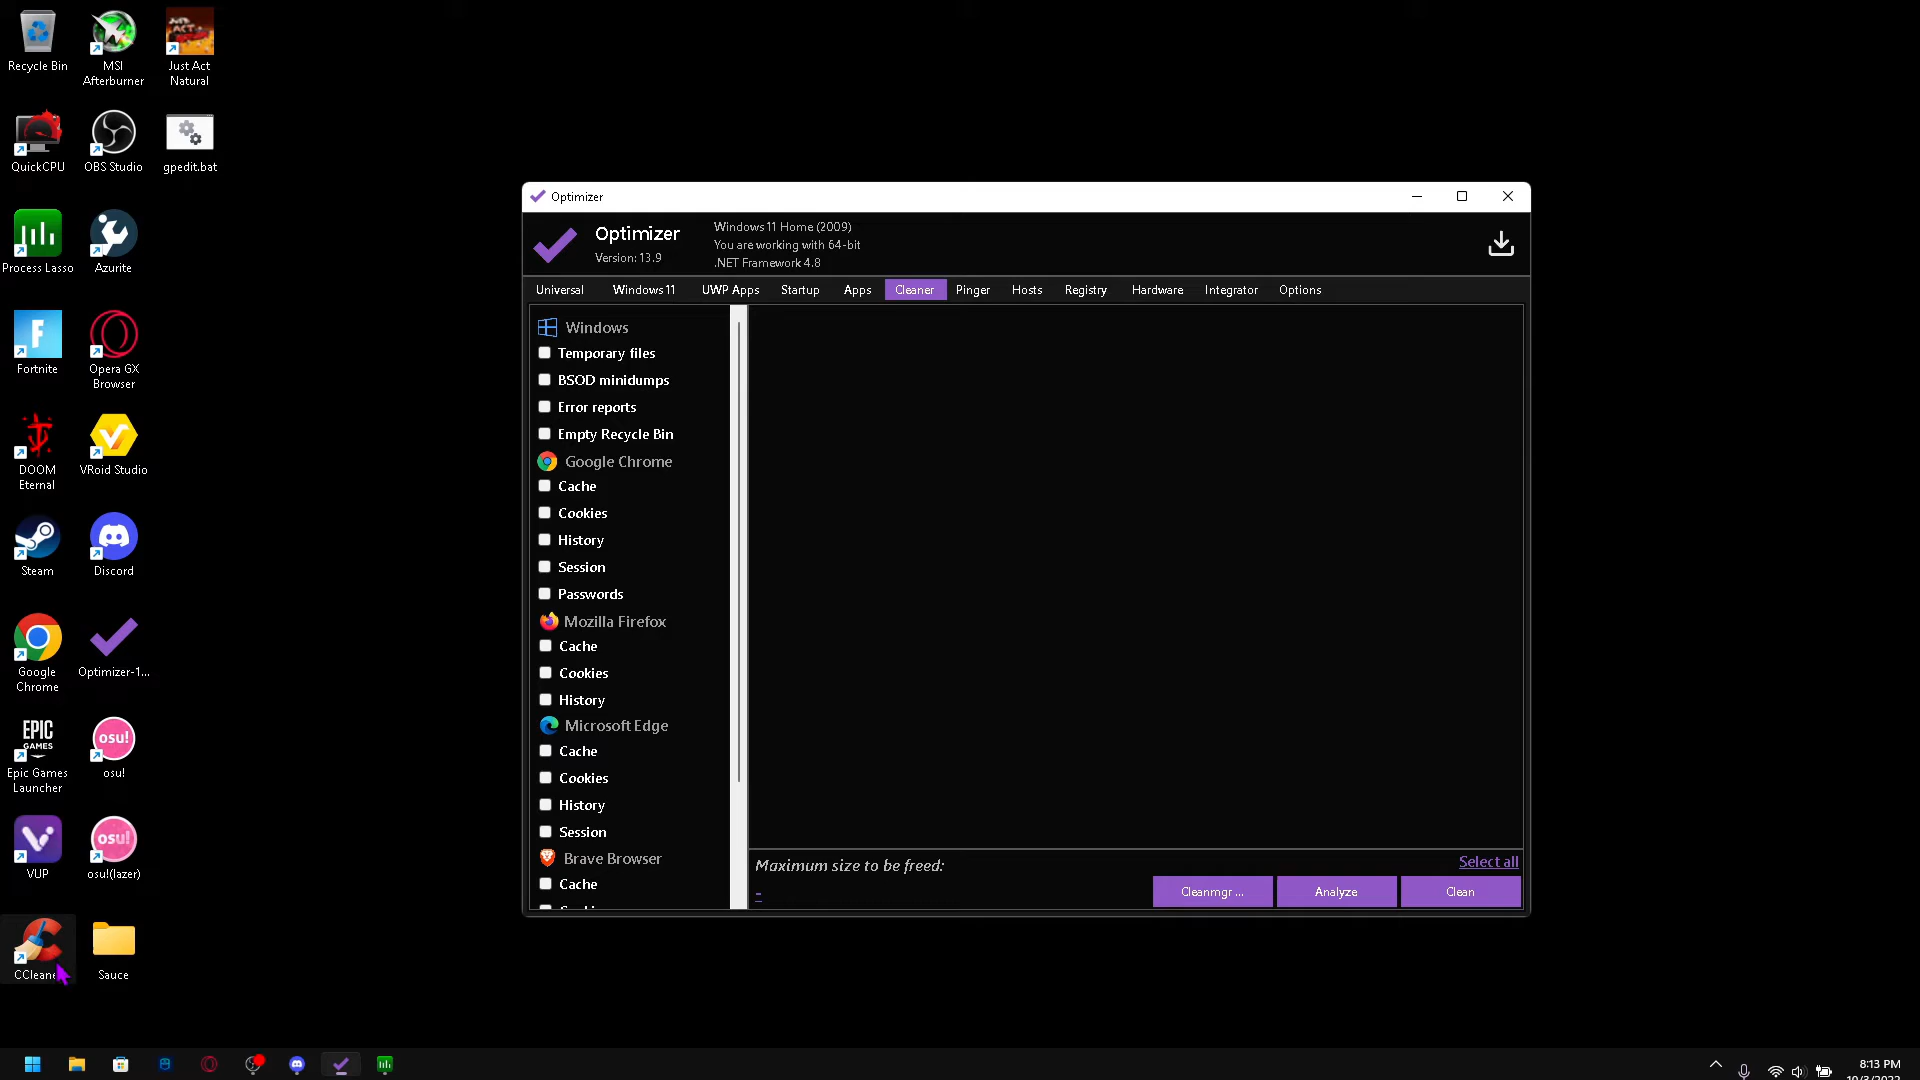 Recycle Bin
MSI
Afterburner
Just Act
Natural
QuickCPU
OBS Studio
gpedit.bat
Process Lasso
Azurite
Fortnite
Opera GX
Browser
DOOM
Eternal
VRoid Studio
Steam
Discord
Google
Chrome
Optimizer-1...
EPIC
GAMES
Epic Games
Launcher
osu!
osu!
VUP
osu!
osu!(lazer)
Sauce
Optimizer
Optimizer
Version: 13.9
Windows 11 Home (2009)
You are working with 64-bit
.NET Framework 4.8
Universal Windows 11 UWP Apps Startup Apps Cleaner Pinger Hosts Registry Hardware Integrator Options
Windows
Temporary files
BSOD minidumps
Error reports
Empty Recycle Bin
Google Chrome
Cache
Cookies
History
Session
Passwords
Mozilla Firefox
Cache
Cookies
History
Microsoft Edge
Cache
Cookies
History
Session
Brave Browser
Cache
Maximum size to be freed:
-
Select all
Cleanmgr ...
Analyze
Clean
8:13 PM